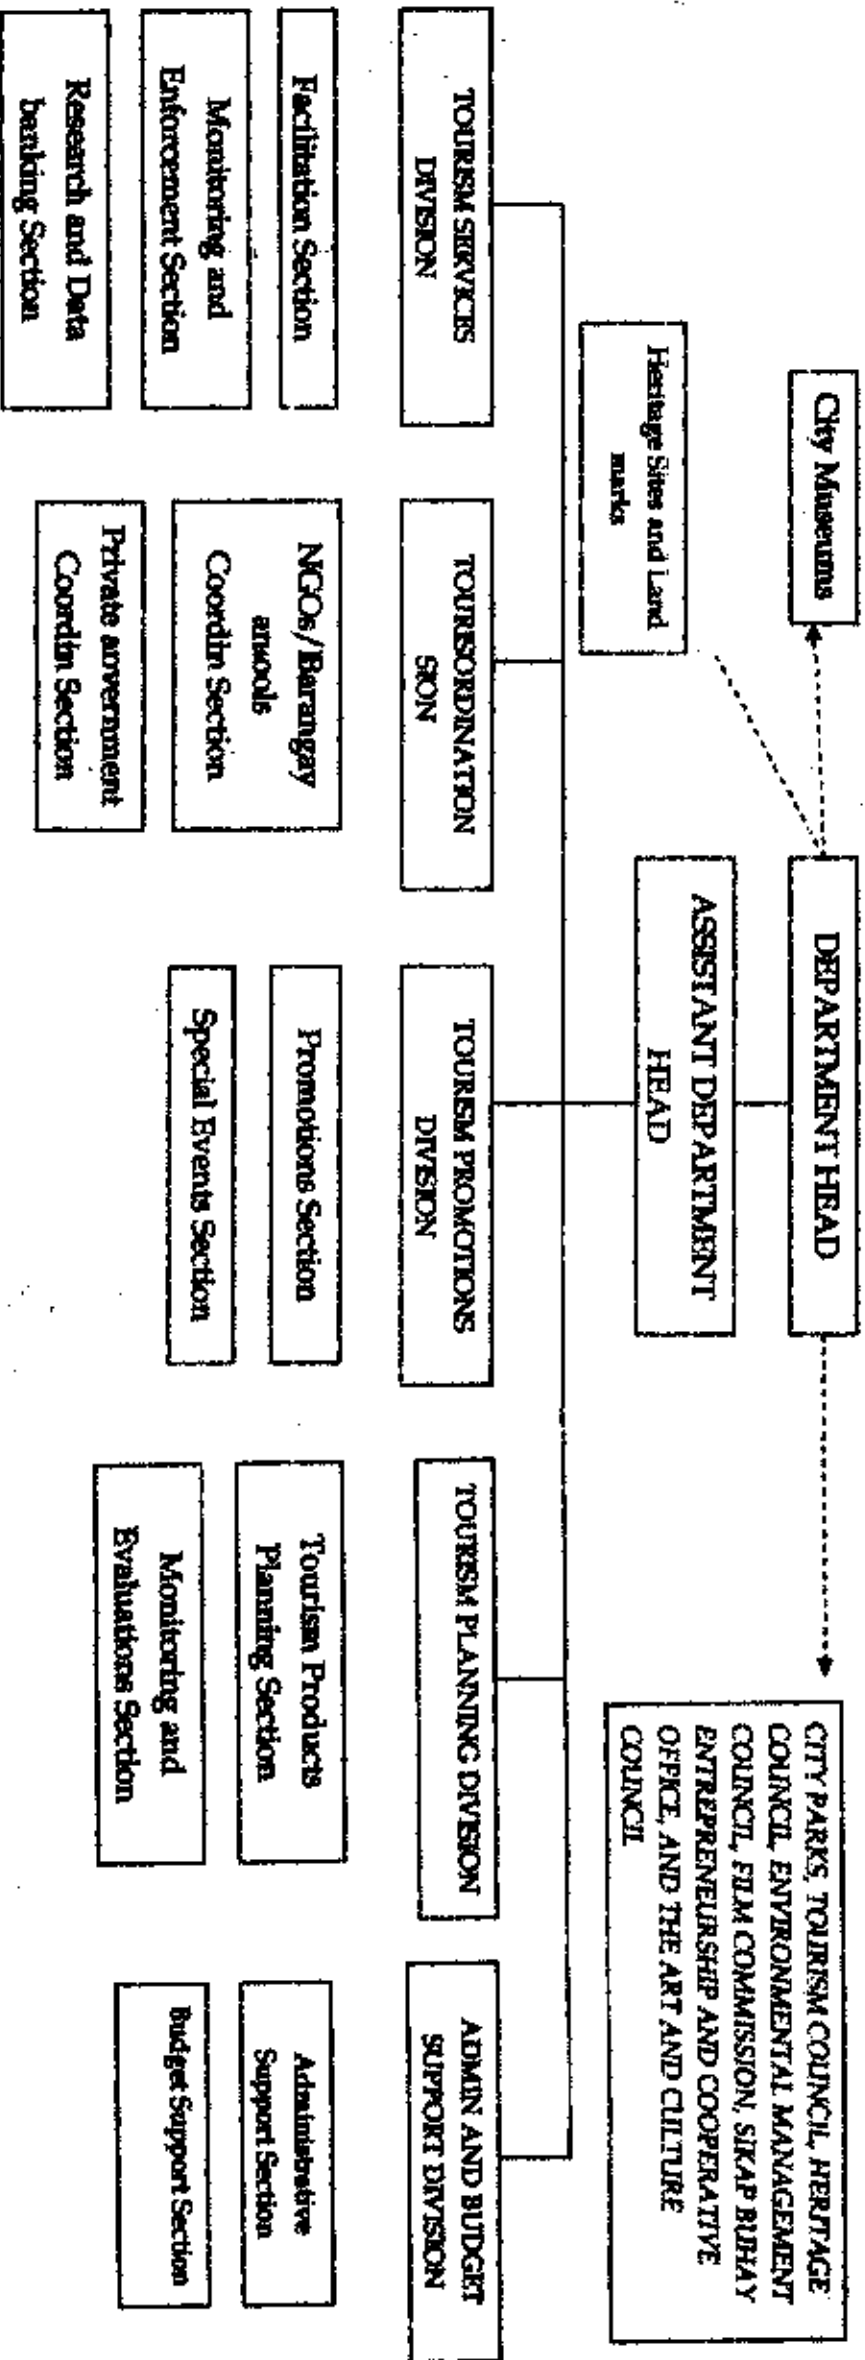 City Museums
DEPARTMENT HEAD
CITY PARKS, TOURISM COUNCIL, HERITAGE
COUNCIL, ENVIRONMENTAL MANAGEMENT
COUNCIL, FILM COMMISSION, SIKAP BUHAY
ENTREPRENEURSHIP AND COOPERATIVE
OFFICE, AND THE ART AND CULTURE
COUNCIL
Heritage Sites and Land
marks
ASSISTANT DEPARTMENT
HEAD
TOURISM SERVICES
DIVISION
TOURISORDINATION
SION
TOURISM PROMOTIONS
DIVISION
TOURISM PLANNING DIVISION
ADMIN AND BUDGET
SUPPORT DIVISION
Facilitation Section
Monitoring and
Enforcement Section
Research and Data
banking Section
NGOs/Barangay
anools
Coordin Section
Private aovernment
Coordin Section
Promotions Section
Special Events Section
Tourism Products
Planning Section
Monitoring and
Evaluations Section
Administrative
Support Section
Budget Support Section